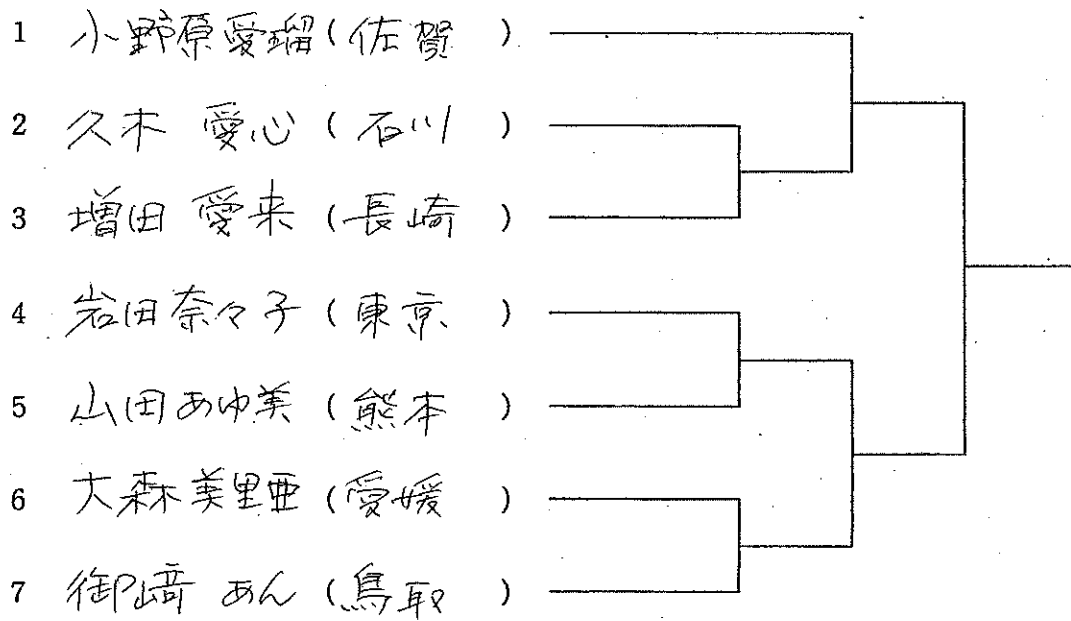 1 小野原愛瑠(佐賀)
2 久木 愛心(石川)
3 増田 愛来(長崎)
4 岩田奈々子(東京)
5 山田あゆ美(熊本)
6 大森美里亜(愛媛)
7 御﨑 あん(鳥取)